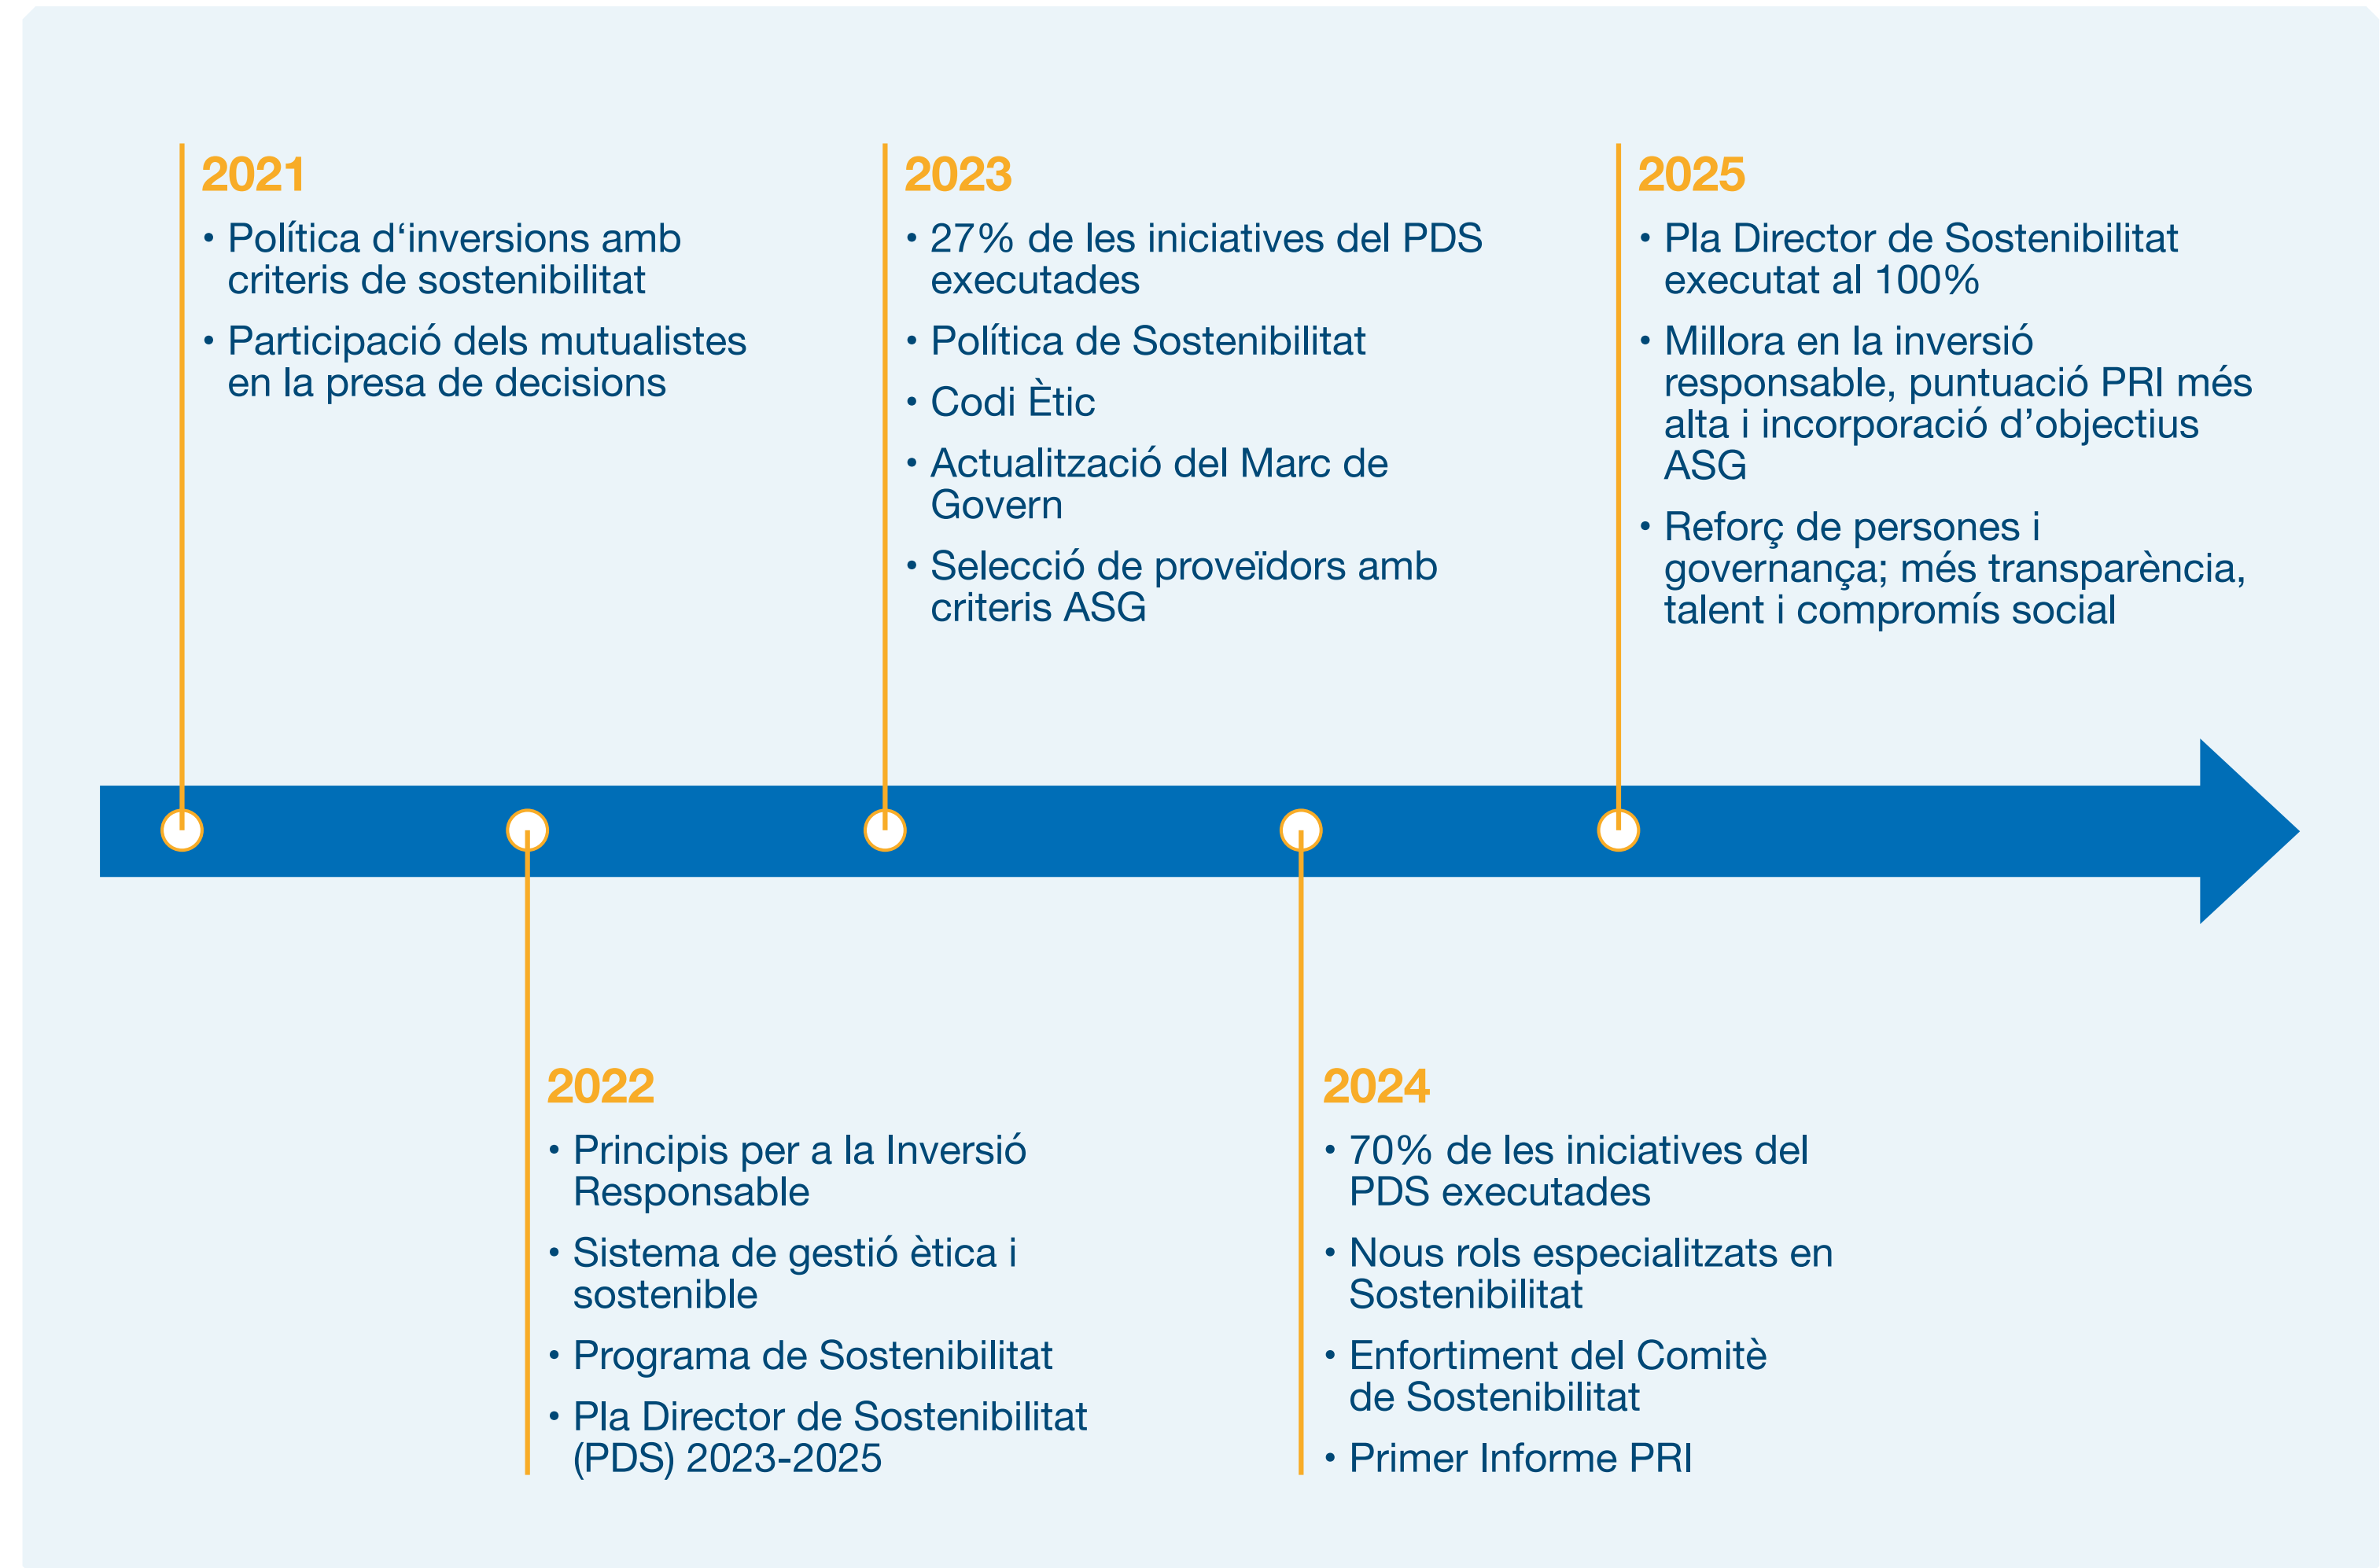 2021
• Política d‘inversions amb
criteris de sostenibilitat
• Participació dels mutualistes
en la presa de decisions
2022
• Principis per a la Inversió
Responsable
• Sistema de gestió ètica i
sostenible
• Programa de Sostenibilitat
• Pla Director de Sostenibilitat
(PDS) 2023-2025
2023
• 27% de les iniciatives del PDS
executades
• Política de Sostenibilitat
• Codi Ètic
• Actualització del Marc de
Govern
• Selecció de proveïdors amb
criteris ASG
2024
• 70% de les iniciatives del
PDS executades
• Nous rols especialitzats en
Sostenibilitat
• Enfortiment del Comitè
de Sostenibilitat
• Primer Informe PRI
2025
• Pla Director de Sostenibilitat
executat al 100%
• Millora en la inversió
responsable, puntuació PRI més
alta i incorporació d’objectius
ASG
• Reforç de persones i
governança; més transparència,
talent i compromís social